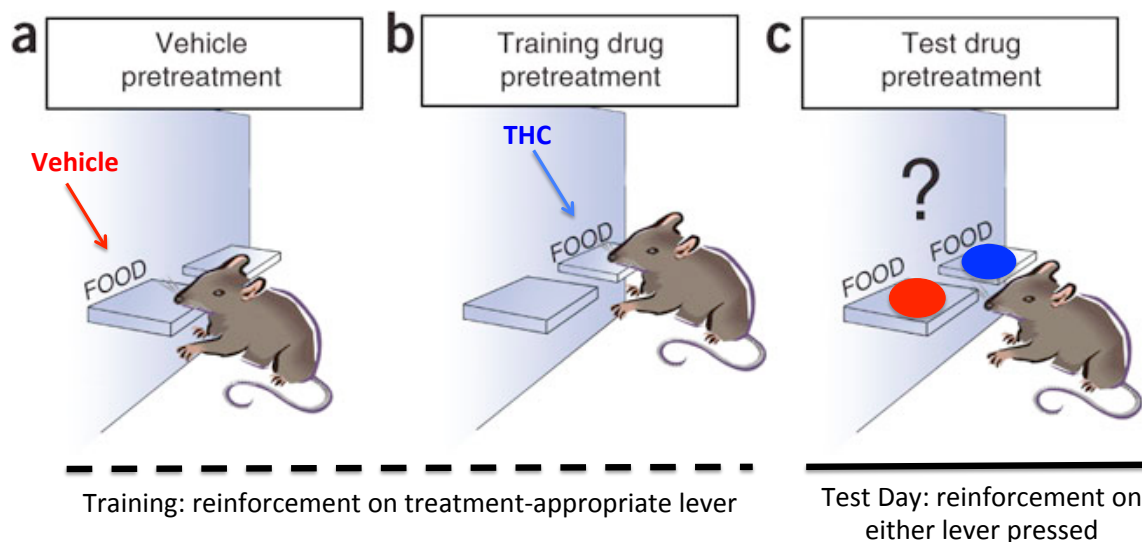 a
Vehicle
pretreatment
b
Training drug
pretreatment
c
Test drug
pretreatment
Vehicle
THC
?
FOOD
FOOD
FOOD
FOOD
Training: reinforcement on treatment-appropriate lever
Test Day: reinforcement on
either lever pressed